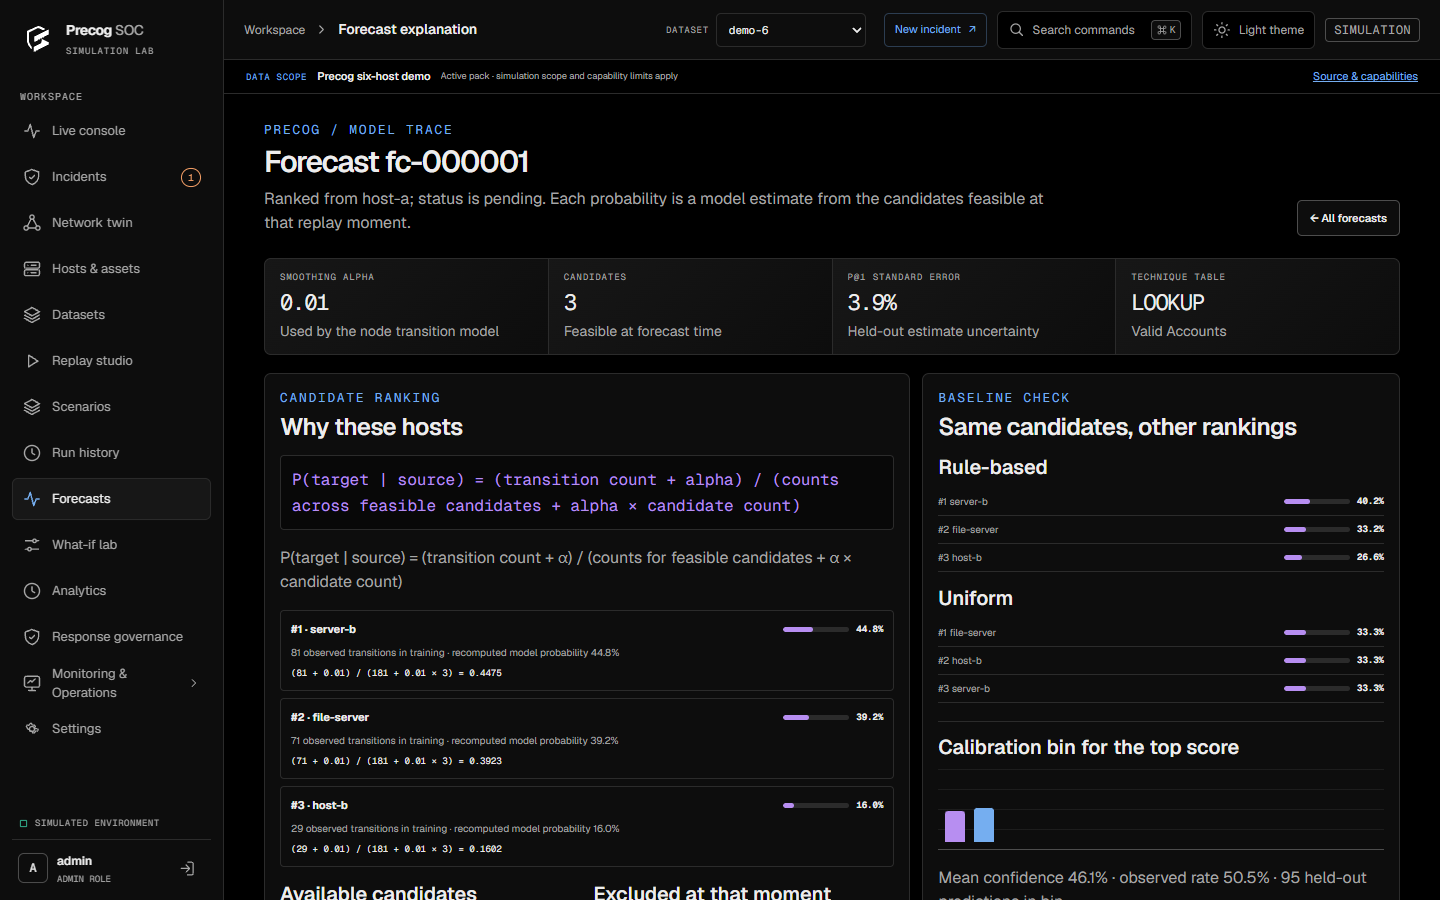 Precog SOC
SIMULATION LAB
WORKSPACE
Live console
Incidents
1
Network twin
Hosts & assets
Datasets
Replay studio
Scenarios
Run history
Forecasts
What-if lab
Analytics
Response governance
Monitoring &
Operations
Settings
SIMULATED ENVIRONMENT
A
admin
ADMIN ROLE
Workspace
Forecast explanation
DATASET
demo-6
New incident ↗
Search commands
⌘ K
Light theme
SIMULATION
DATA SCOPE Precog six-host demo Active pack · simulation scope and capability limits apply
Source & capabilities
PRECOG / MODEL TRACE
Forecast fc-000001
Ranked from host-a; status is pending. Each probability is a model estimate from the candidates feasible at
that replay moment.
← All forecasts
SMOOTHING ALPHA
0.01
Used by the node transition model
CANDIDATES
3
Feasible at forecast time
P@1 STANDARD ERROR
3.9%
Held-out estimate uncertainty
TECHNIQUE TABLE
LOOKUP
Valid Accounts
CANDIDATE RANKING
Why these hosts
P(target | source) = (transition count + alpha) / (counts
across feasible candidates + alpha × candidate count)
P(target | source) = (transition count + α) / (counts for feasible candidates + α ×
candidate count)
#1 · server-b
44.8%
81 observed transitions in training · recomputed model probability 44.8%
(81 + 0.01) / (181 + 0.01 × 3) = 0.4475
#2 · file-server
39.2%
71 observed transitions in training · recomputed model probability 39.2%
(71 + 0.01) / (181 + 0.01 × 3) = 0.3923
#3 · host-b
16.0%
29 observed transitions in training · recomputed model probability 16.0%
(29 + 0.01) / (181 + 0.01 × 3) = 0.1602
Available candidates
Excluded at that moment
BASELINE CHECK
Same candidates, other rankings
Rule-based
#1 server-b 40.2%
#2 file-server 33.2%
#3 host-b 26.6%
Uniform
#1 file-server 33.3%
#2 host-b 33.3%
#3 server-b 33.3%
Calibration bin for the top score
Mean confidence 46.1% · observed rate 50.5% · 95 held-out
predictions in bin